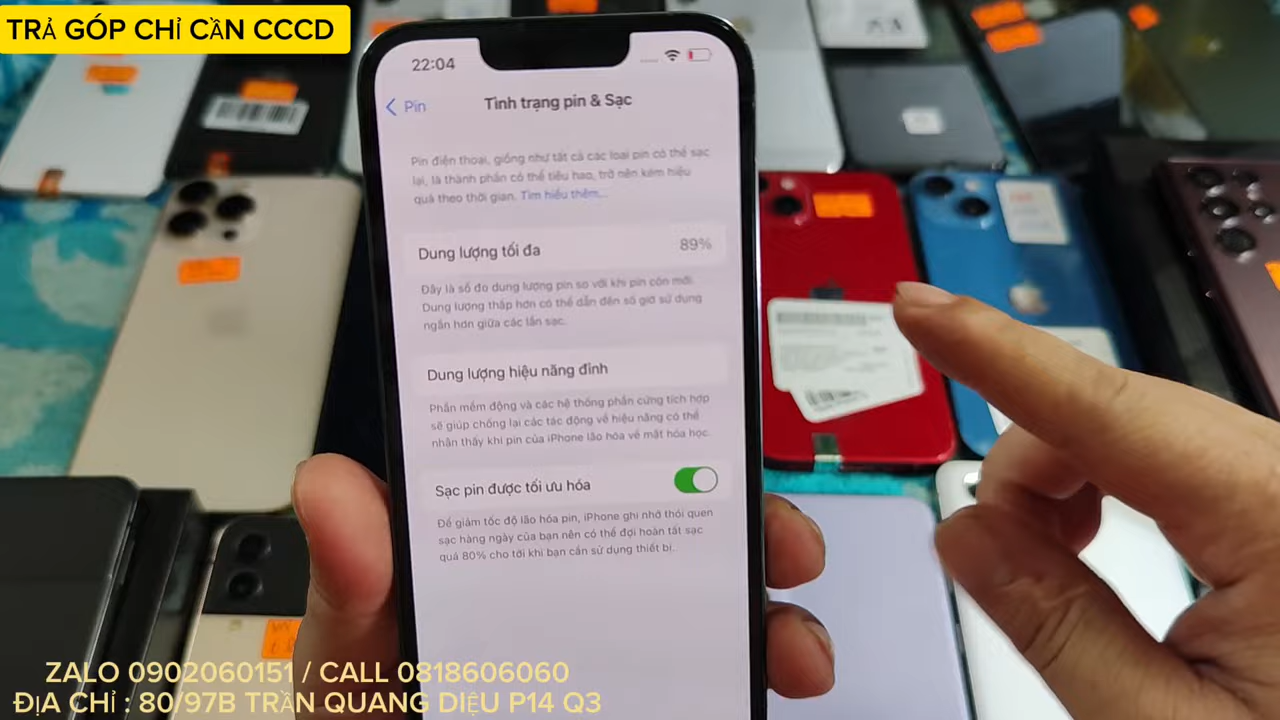 TRẢ GÓP CHỈ CẦN CCCD
22:04
Pin
Tình trạng pin & Sạc
Pin điện thoại, giống như tất cả các loại pin có thể sạc
lại, là thành phần có thể tiêu hao, trở nên kém hiệu
quả theo thời gian. Tìm hiểu thêm...
Dung lượng tối đa 89%
Đây là số đo dung lượng pin so với khi pin còn mới.
Dung lượng thấp hơn có thể dẫn đến số giờ sử dụng
ngắn hơn giữa các lần sạc.
Dung lượng hiệu năng đỉnh
Phần mềm động và các hệ thống phần cứng tích hợp
sẽ giúp chống lại các tác động về hiệu năng có thể
nhận thấy khi pin của iPhone lão hóa về mặt hóa học.
Sạc pin được tối ưu hóa
Để giảm tốc độ lão hóa pin, iPhone ghi nhớ thói quen
sạc hàng ngày của bạn nên có thể đợi hoàn tất sạc
quá 80% cho tới khi bạn cần sử dụng thiết bị.
ZALO 0902060151 / CALL 0818606060
ĐỊA CHỈ : 80/97B TRẦN QUANG DIỆU P14 Q3